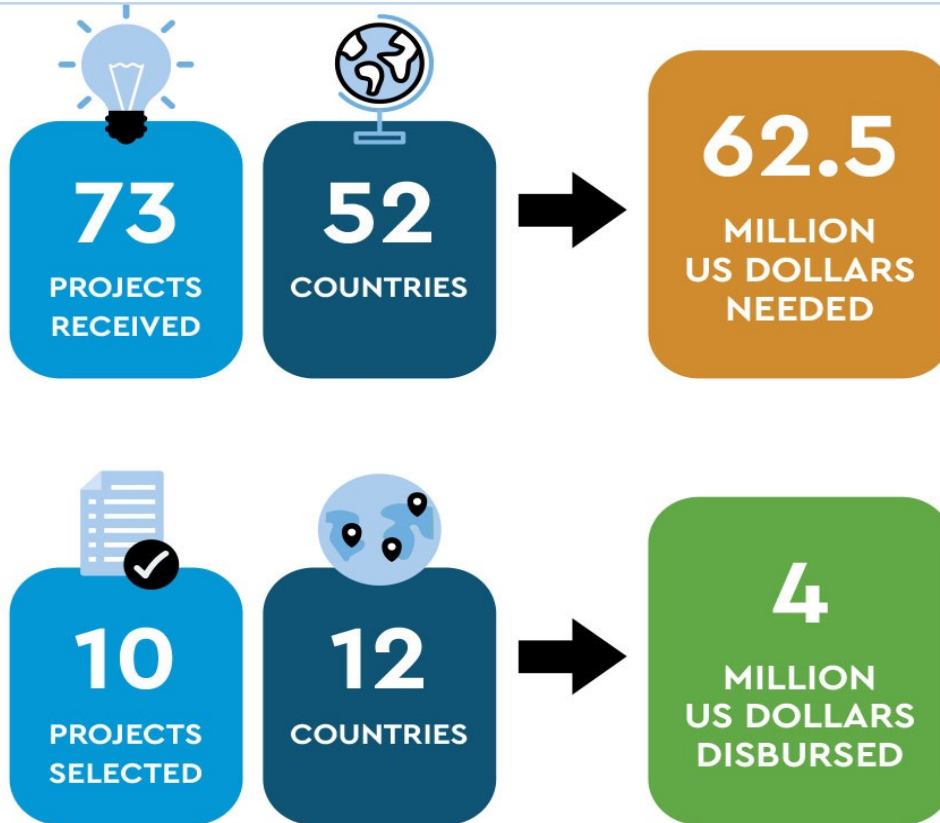 73
PROJECTS
RECEIVED
52
COUNTRIES
62.5
MILLION
US DOLLARS
NEEDED
10
PROJECTS
SELECTED
12
COUNTRIES
4
MILLION
US DOLLARS
DISBURSED